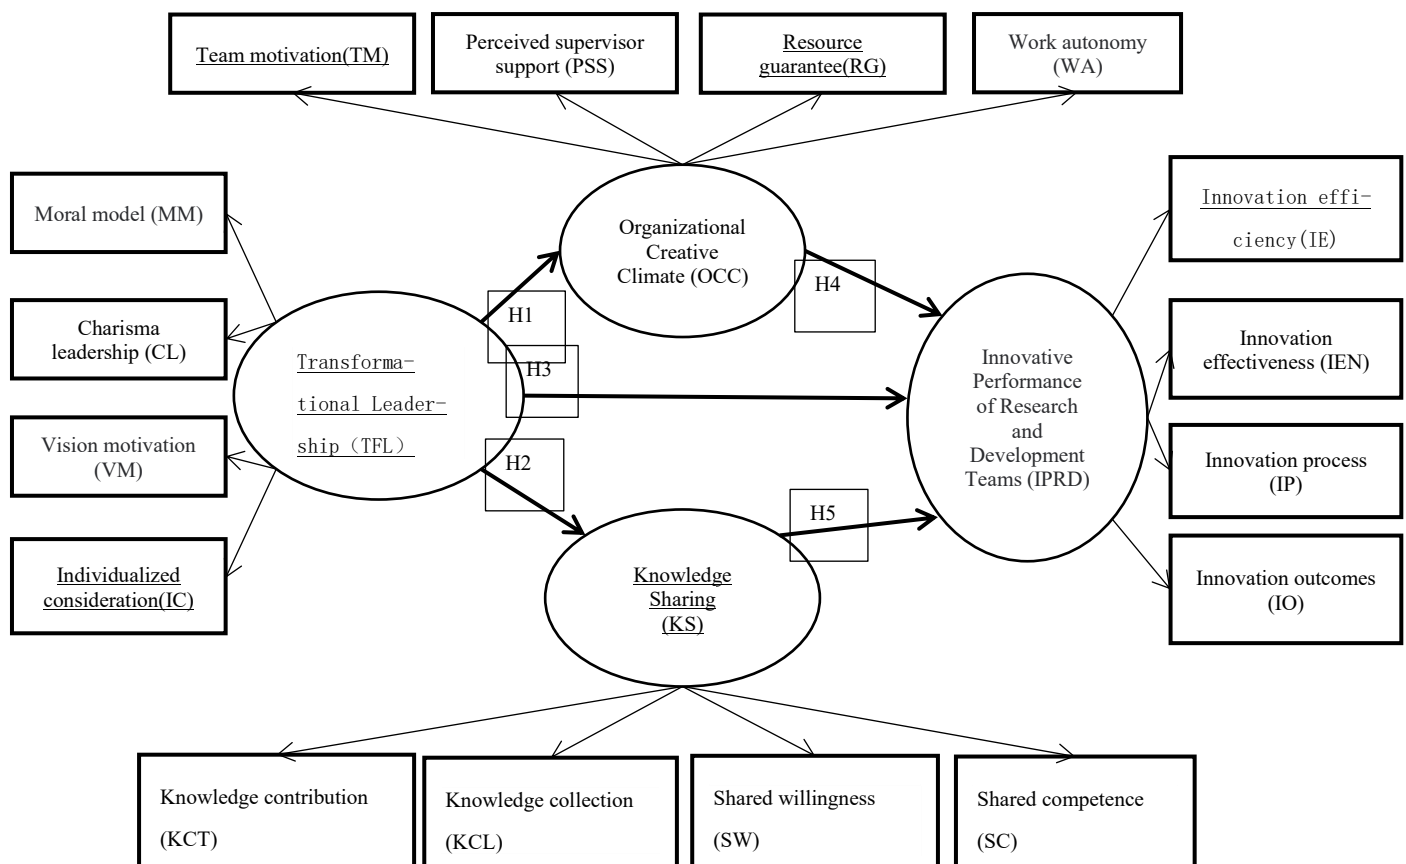 Team motivation(TM)
Perceived supervisor
support (PSS)
Resource
guarantee(RG)
Work autonomy
(WA)
Moral model (MM)
Charisma
leadership (CL)
Vision motivation
(VM)
Individualized
consideration(IC)
Transforma-
tional Leader-
ship（TFL）
H1
H3
H2
Organizational
Creative
Climate (OCC)
H4
Knowledge
Sharing
(KS)
H5
Innovative
Performance
of Research
and
Development
Teams (IPRD)
Innovation effi-
ciency(IE)
Innovation
effectiveness (IEN)
Innovation process
(IP)
Innovation outcomes
(IO)
Knowledge contribution
(KCT)
Knowledge collection
(KCL)
Shared willingness
(SW)
Shared competence
(SC)